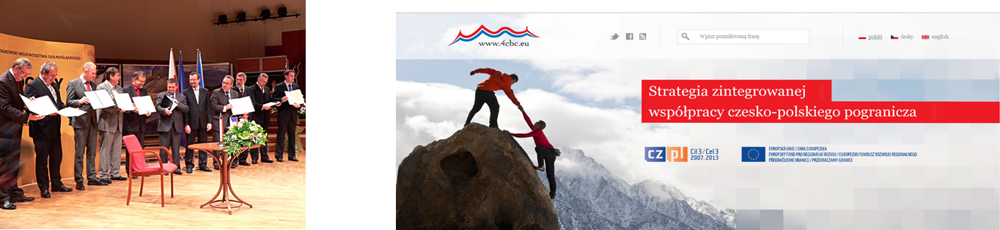 ZAŁKOWSKI WOJEWÓDZTWA DOLNOŚLĄSKIEGO
www.4cbc.eu
Wpisz poszukiwaną frazę
polski
česky
english
Strategia zintegrowanej
współpracy czesko-polskiego pogranicza
cz pl
Cíl 3 / Cel 3
2007-2013
EVROPSKÁ UNIE / UNIA EUROPEJSKA
EVROPSKÝ FOND PRO REGIONÁLNÍ ROZVOJ / EUROPEJSKI FUNDUSZ ROZWOJU REGIONALNEGO
PŘEKRAČUJEME HRANICE / PRZEKRACZAMY GRANICE